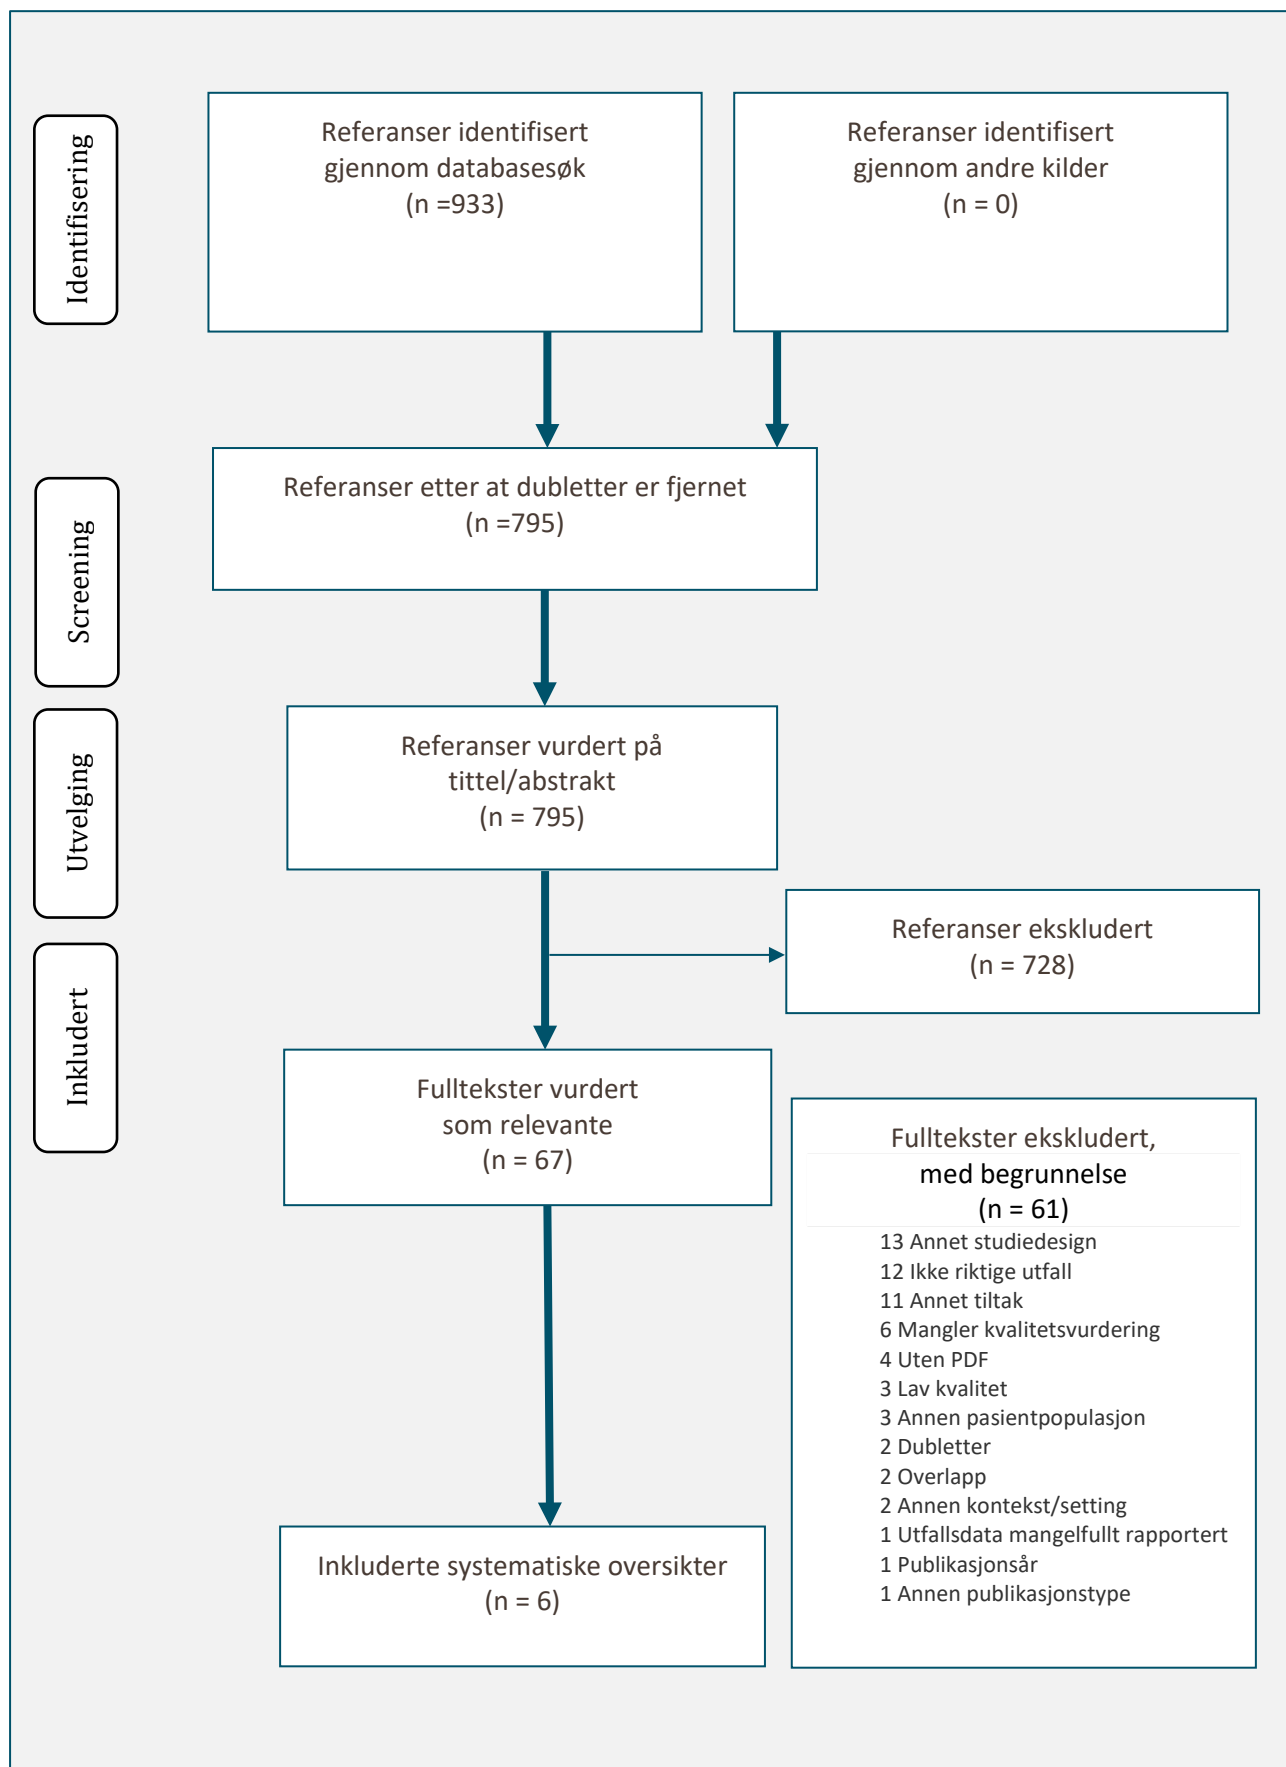 Identifisering
Referanser identifisert
gjennom databasesøk
(n =933)
Referanser identifisert
gjennom andre kilder
(n = 0)
Screening
Referanser etter at dubletter er fjernet
(n =795)
Utvelging
Referanser vurdert på
tittel/abstrakt
(n = 795)
Referanser ekskludert
(n = 728)
Inkludert
Fulltekster vurdert
som relevante
(n = 67)
Fulltekster ekskludert,
med begrunnelse
(n = 61)
13 Annet studiedesign
12 Ikke riktige utfall
11 Annet tiltak
6 Mangler kvalitetsvurdering
4 Uten PDF
3 Lav kvalitet
3 Annen pasientpopulasjon
2 Dubletter
2 Overlapp
2 Annen kontekst/setting
1 Utfallsdata mangelfullt rapportert
1 Publikasjonsår
1 Annen publikasjonstype
Inkluderte systematiske oversikter
(n = 6)